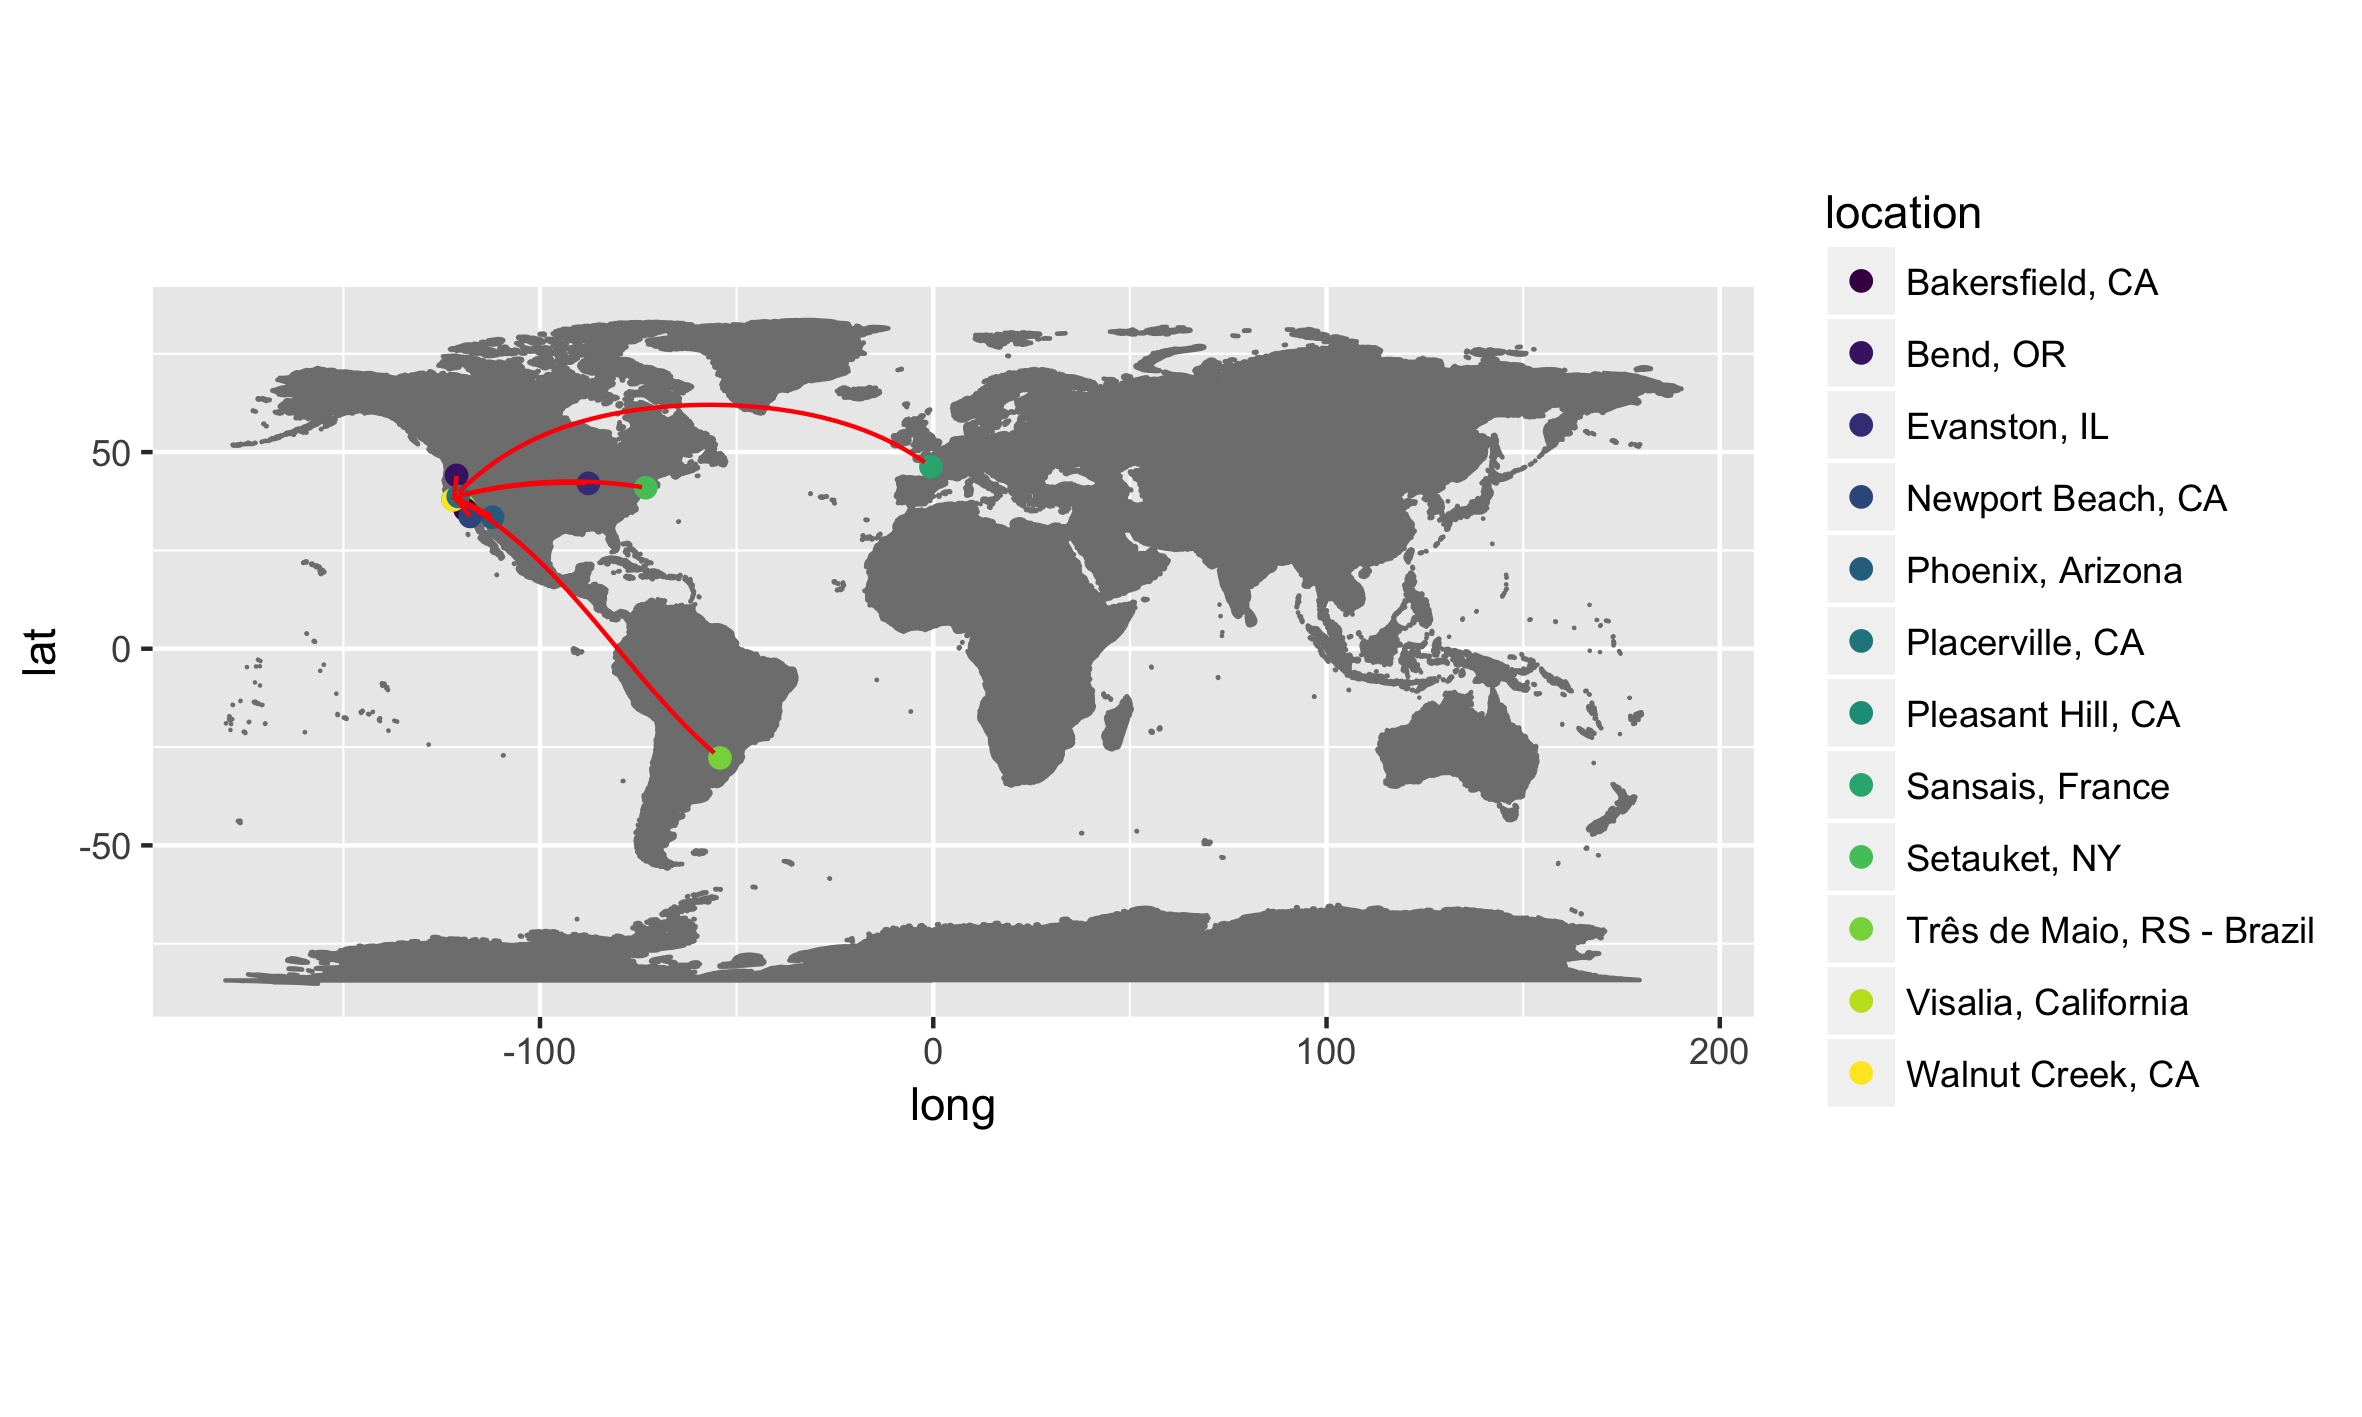 location
Bakersfield, CA
Bend, OR
Evanston, IL
Newport Beach, CA
Phoenix, Arizona
Placerville, CA
Pleasant Hill, CA
Sansais, France
Setauket, NY
Três de Maio, RS - Brazil
Visalia, California
Walnut Creek, CA
lat
50
0
-50
-100
0
100
200
long